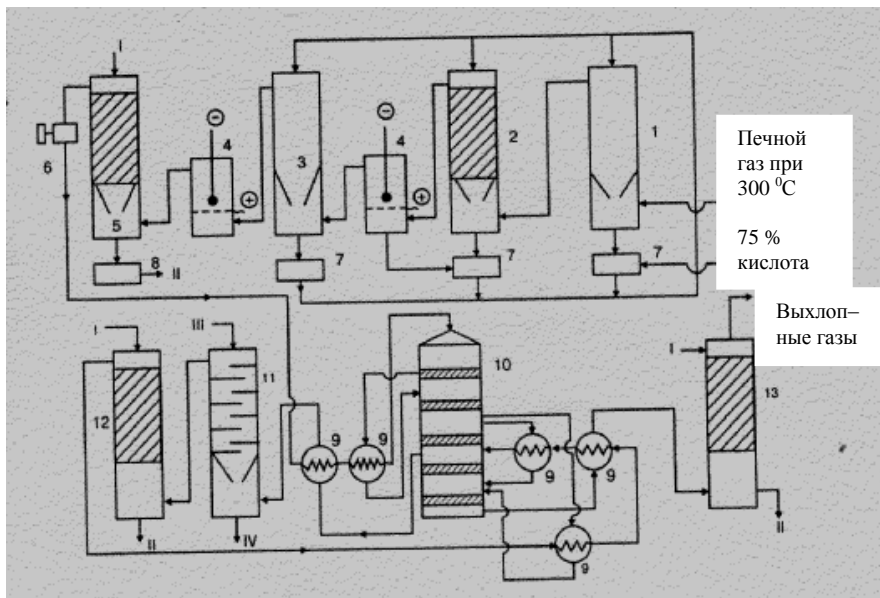 I
6
5
8
II
4
⊖
⊕
3
7
4
⊖
⊕
2
7
1
7
Печной
газ при
300 ⁰С
75 %
кислота
Выхлоп–
ные газы
I
12
II
III
11
IV
9
9
10
9
9
9
I
13
II